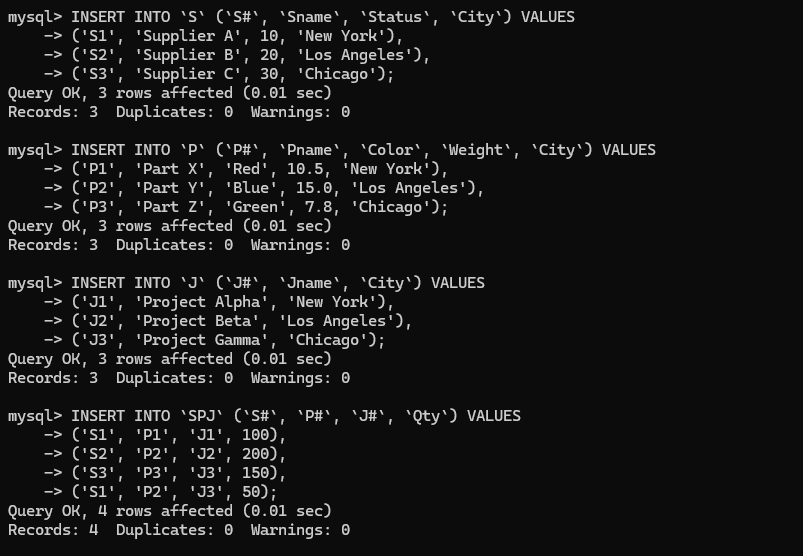 mysql> INSERT INTO `S` (`S#`, `Sname`, `Status`, `City`) VALUES
    -> ('S1', 'Supplier A', 10, 'New York'),
    -> ('S2', 'Supplier B', 20, 'Los Angeles'),
    -> ('S3', 'Supplier C', 30, 'Chicago');
Query OK, 3 rows affected (0.01 sec)
Records: 3  Duplicates: 0  Warnings: 0

mysql> INSERT INTO `P` (`P#`, `Pname`, `Color`, `Weight`, `City`) VALUES
    -> ('P1', 'Part X', 'Red', 10.5, 'New York'),
    -> ('P2', 'Part Y', 'Blue', 15.0, 'Los Angeles'),
    -> ('P3', 'Part Z', 'Green', 7.8, 'Chicago');
Query OK, 3 rows affected (0.01 sec)
Records: 3  Duplicates: 0  Warnings: 0

mysql> INSERT INTO `J` (`J#`, `Jname`, `City`) VALUES
    -> ('J1', 'Project Alpha', 'New York'),
    -> ('J2', 'Project Beta', 'Los Angeles'),
    -> ('J3', 'Project Gamma', 'Chicago');
Query OK, 3 rows affected (0.01 sec)
Records: 3  Duplicates: 0  Warnings: 0

mysql> INSERT INTO `SPJ` (`S#`, `P#`, `J#`, `Qty`) VALUES
    -> ('S1', 'P1', 'J1', 100),
    -> ('S2', 'P2', 'J2', 200),
    -> ('S3', 'P3', 'J3', 150),
    -> ('S1', 'P2', 'J3', 50);
Query OK, 4 rows affected (0.01 sec)
Records: 4  Duplicates: 0  Warnings: 0